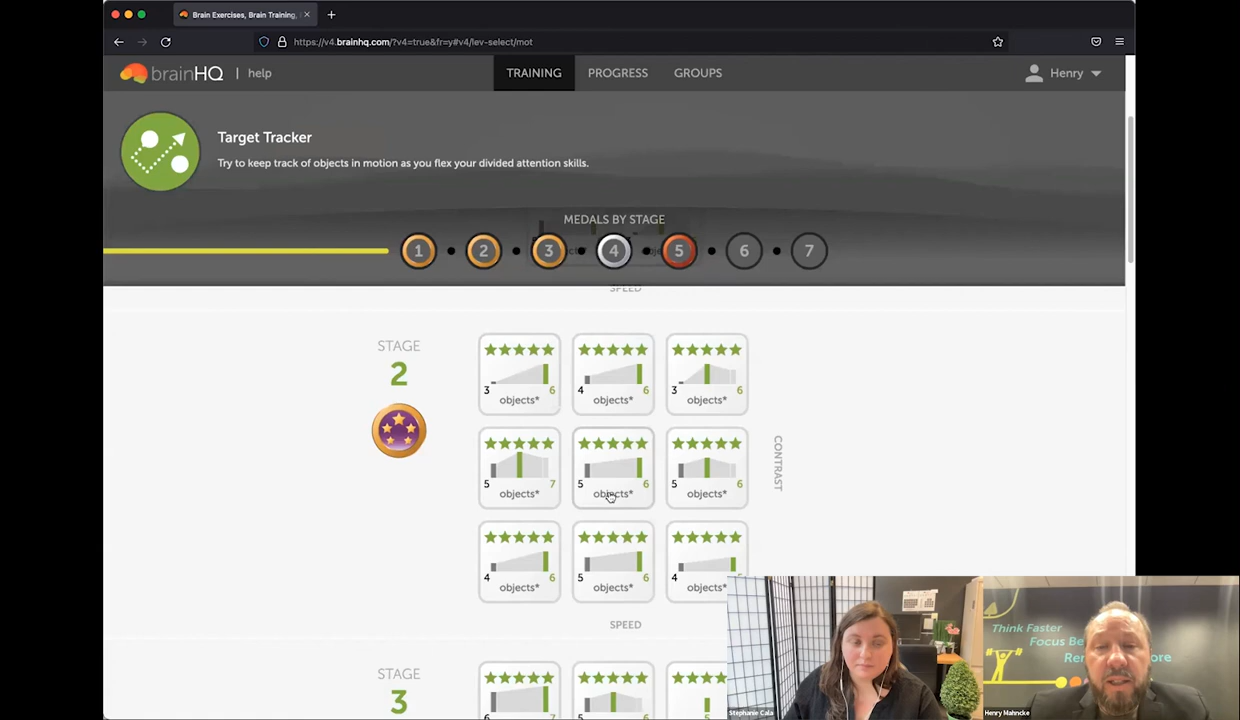 Brain Exercises, Brain Training,
https://v4.brainhq.com/?v4=true&fr=y#v4/lev-select/mot
brainHQ | help
TRAINING
PROGRESS
GROUPS
Henry
Target Tracker
Try to keep track of objects in motion as you flex your divided attention skills.
MEDALS BY STAGE
1 2 3 4 5 6 7
SPEED
STAGE
2
3 6
objects*
4 6
objects*
3 6
objects*
5 7
objects*
5 6
objects*
5 6
objects*
CONTRAST
4 6
objects*
5 6
objects*
4
objects*
SPEED
STAGE
3
6 7
5 6
Think Faster
Focus Be
Re
ore
Stephanie Cala
Henry Mahncke